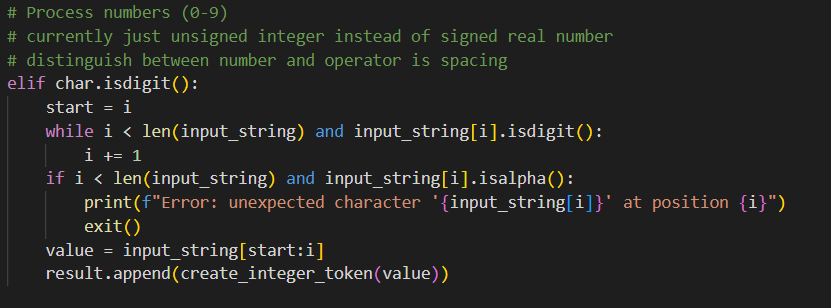 # Process numbers (0-9)
# currently just unsigned integer instead of signed real number
# distinguish between number and operator is spacing
elif char.isdigit():
    start = i
    while i < len(input_string) and input_string[i].isdigit():
        i += 1
    if i < len(input_string) and input_string[i].isalpha():
        print(f"Error: unexpected character '{input_string[i]}' at position {i}")
        exit()
    value = input_string[start:i]
    result.append(create_integer_token(value))